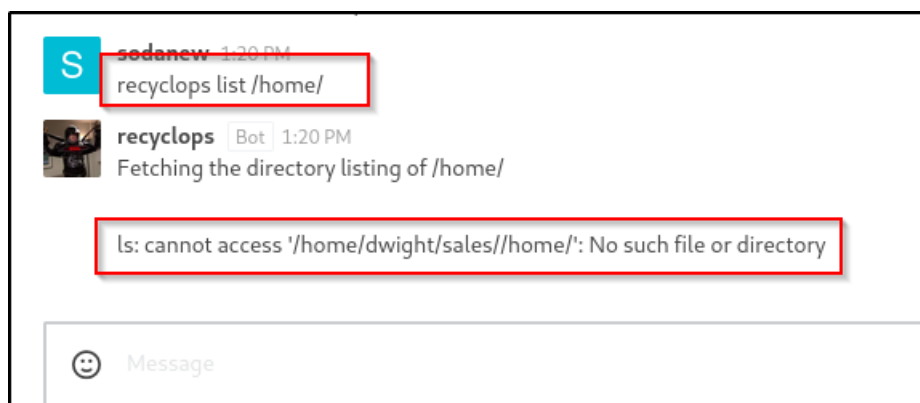 S
sodanew 1:20 PM
recyclops list /home/
recyclops Bot 1:20 PM
Fetching the directory listing of /home/
ls: cannot access '/home/dwight/sales//home/': No such file or directory
Message